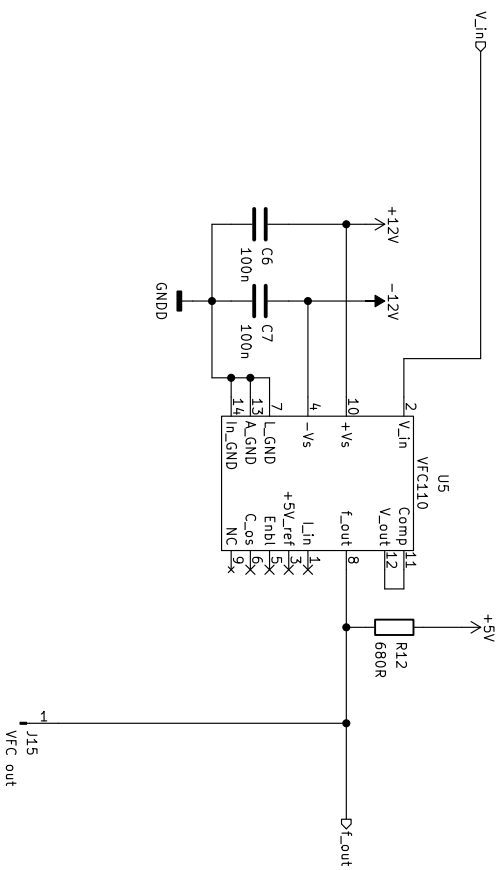 V_in
+12V
-12V
C6
100n
C7
100n
GNDD
2
10
4
7
13
14
V_in
+Vs
-Vs
L_GND
A_GND
In_GND
U5
VFC110
Comp
V_out
f_out
I_in
+5V_ref
Enbl
C_os
NC
11
12
8
1
3
5
6
9
+5V
R12
680R
1
J15
VFC out
f_out